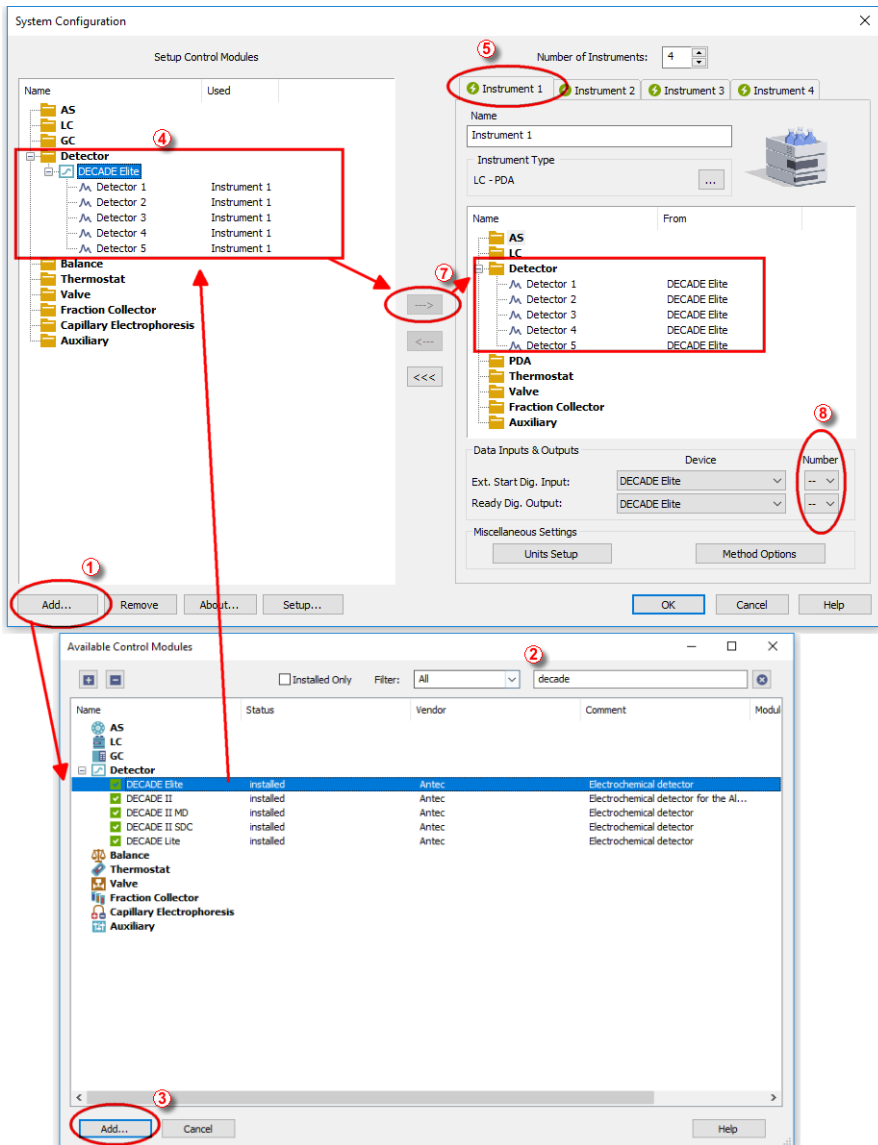 System Configuration
Setup Control Modules
Name Used
AS
LC
GC
④
Detector
DECADE Elite
Detector 1 Instrument 1
Detector 2 Instrument 1
Detector 3 Instrument 1
Detector 4 Instrument 1
Detector 5 Instrument 1
Balance
Thermostat
Valve
Fraction Collector
Capillary Electrophoresis
Auxiliary
①
Add... Remove About... Setup...
⑦
--->
<---
<<<
⑤
Number of Instruments: 4
Instrument 1 Instrument 2 Instrument 3 Instrument 4
Name
Instrument 1
Instrument Type
LC - PDA ...
Name From
AS
LC
Detector
Detector 1 DECADE Elite
Detector 2 DECADE Elite
Detector 3 DECADE Elite
Detector 4 DECADE Elite
Detector 5 DECADE Elite
PDA
Thermostat
Valve
Fraction Collector
Auxiliary
⑧
Data Inputs & Outputs
Device Number
Ext. Start Dig. Input: DECADE Elite --
Ready Dig. Output: DECADE Elite --
Miscellaneous Settings
Units Setup Method Options
OK Cancel Help
Available Control Modules
②
Installed Only Filter: All decade
Name Status Vendor Comment Modul
AS
LC
GC
Detector
DECADE Elite installed Antec Electrochemical detector
DECADE II installed Antec Electrochemical detector for the Al...
DECADE II MD installed Antec Electrochemical detector
DECADE II SDC installed Antec Electrochemical detector
DECADE Lite installed Antec Electrochemical detector
Balance
Thermostat
Valve
Fraction Collector
Capillary Electrophoresis
Auxiliary
③
Add... Cancel Help